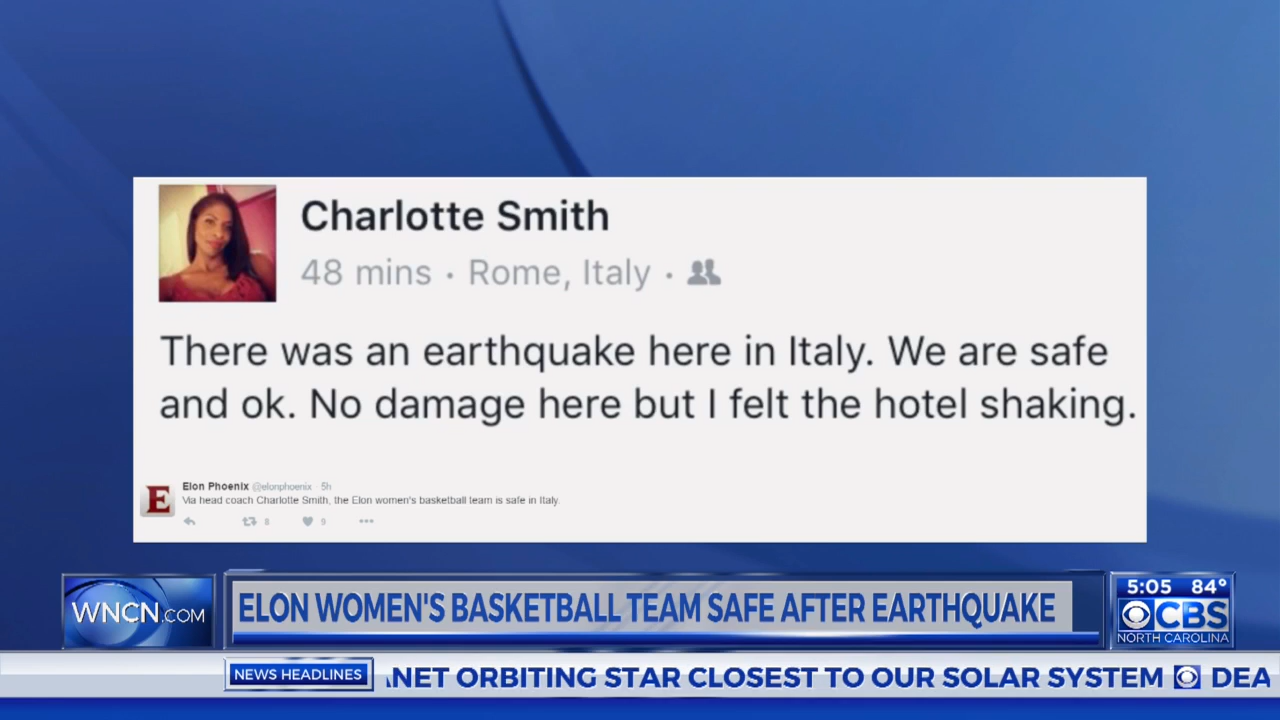 Charlotte Smith
48 mins • Rome, Italy •
There was an earthquake here in Italy. We are safe
and ok. No damage here but I felt the hotel shaking.
E
Elon Phoenix @elonphoenix · 5h
Via head coach Charlotte Smith, the Elon women's basketball team is safe in Italy.
8 9 •••
WNCN.COM
ELON WOMEN'S BASKETBALL TEAM SAFE AFTER EARTHQUAKE
5:05 84°
CBS
NORTH CAROLINA
NEWS HEADLINES
NET ORBITING STAR CLOSEST TO OUR SOLAR SYSTEM DEA